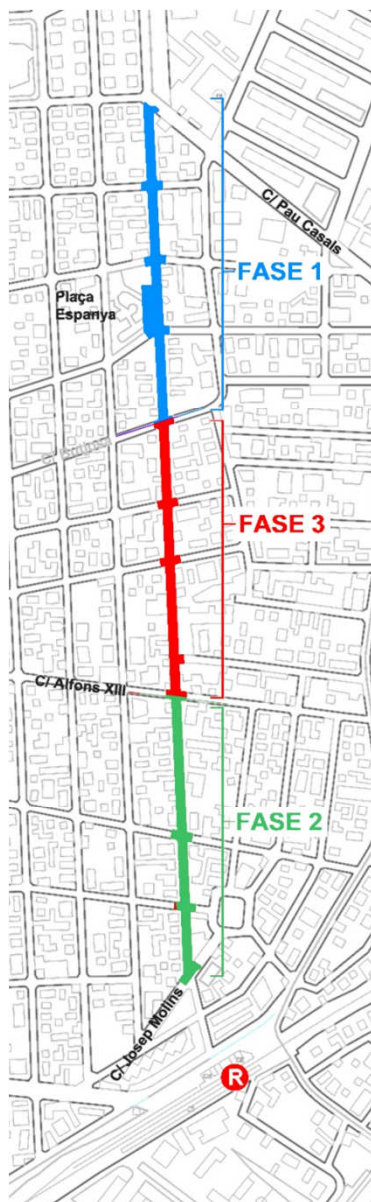 C/ Pau Casals
FASE 1
Plaça
Espanya
FASE 3
C/ Alfons XIII
FASE 2
C/Josep Molins
R